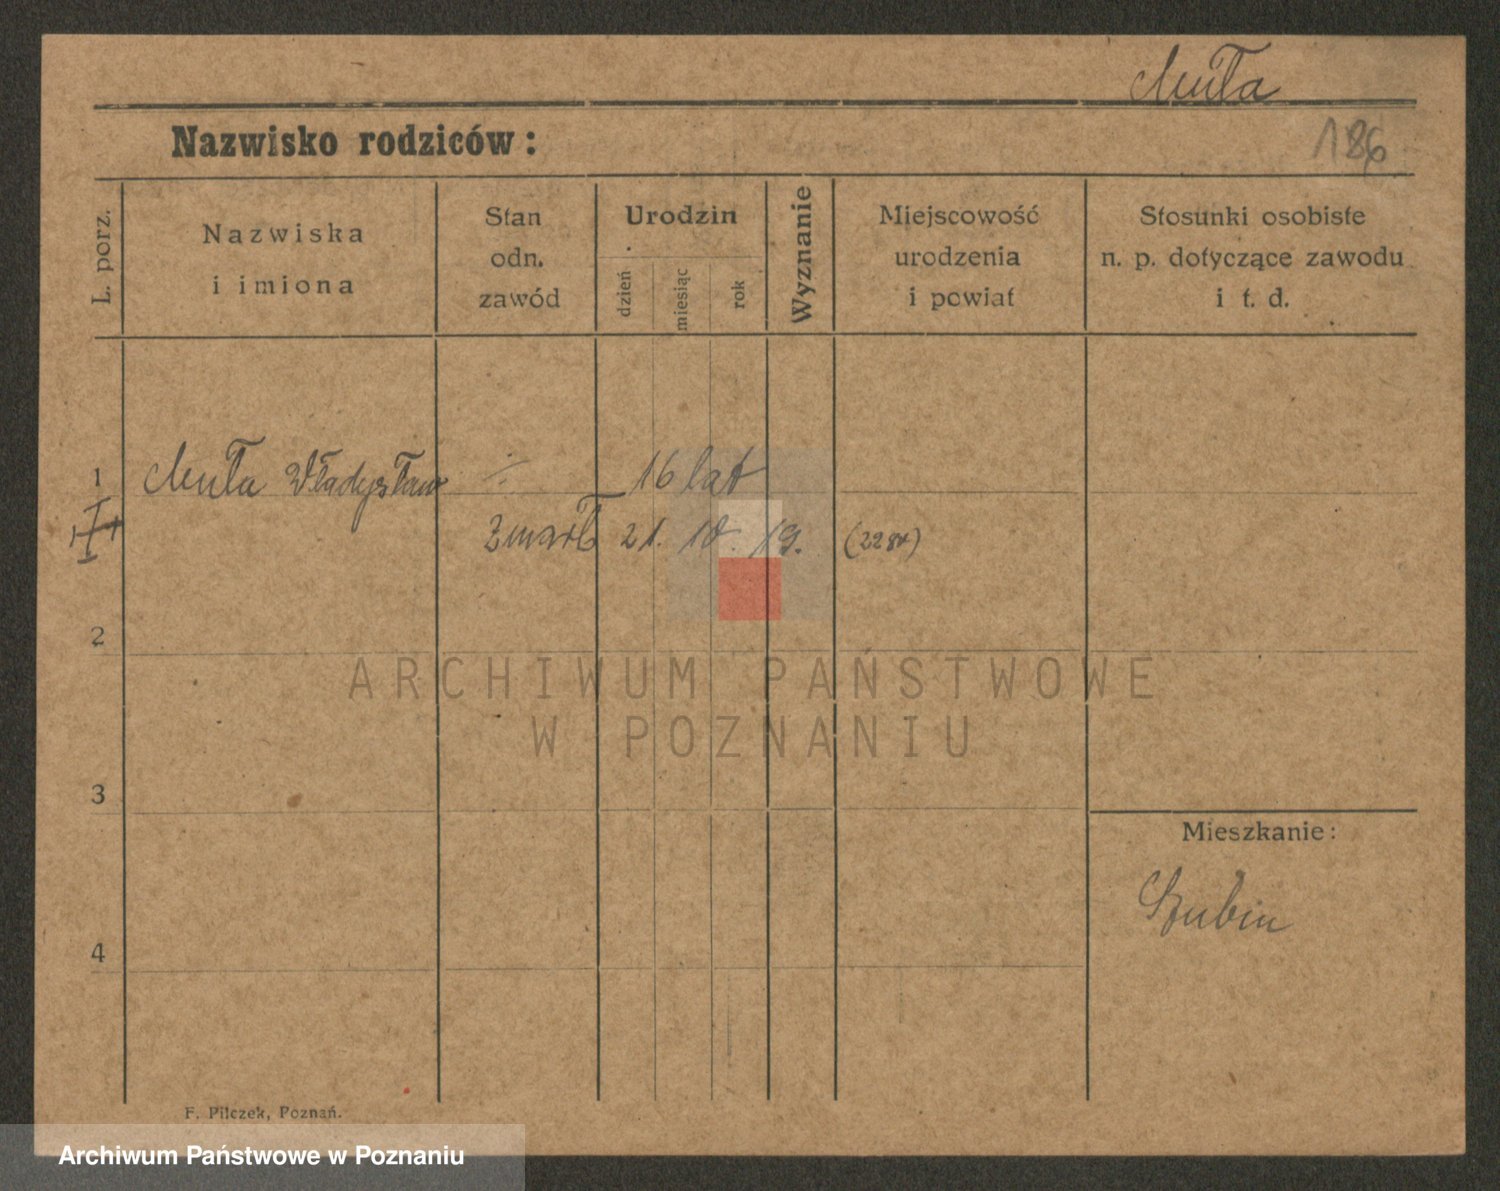 Muła
Nazwisko rodziców:
186
L. porz.
Nazwiska
i imiona
Stan
odn.
zawód
Urodzin
dzień
miesiąc
rok
Wyznanie
Miejscowość
urodzenia
i powiat
Stosunki osobiste
n. p. dotyczące zawodu
i t. d.
1 Muła Władysław ÷ 16 lat
Zmarł 21. 10. 19.
2
ARCHIWUM PAŃSTWOWE
W POZNANIU
3
Mieszkanie:
Szubin
4
F. Pilczek, Poznań.
Archiwum Państwowe w Poznaniu